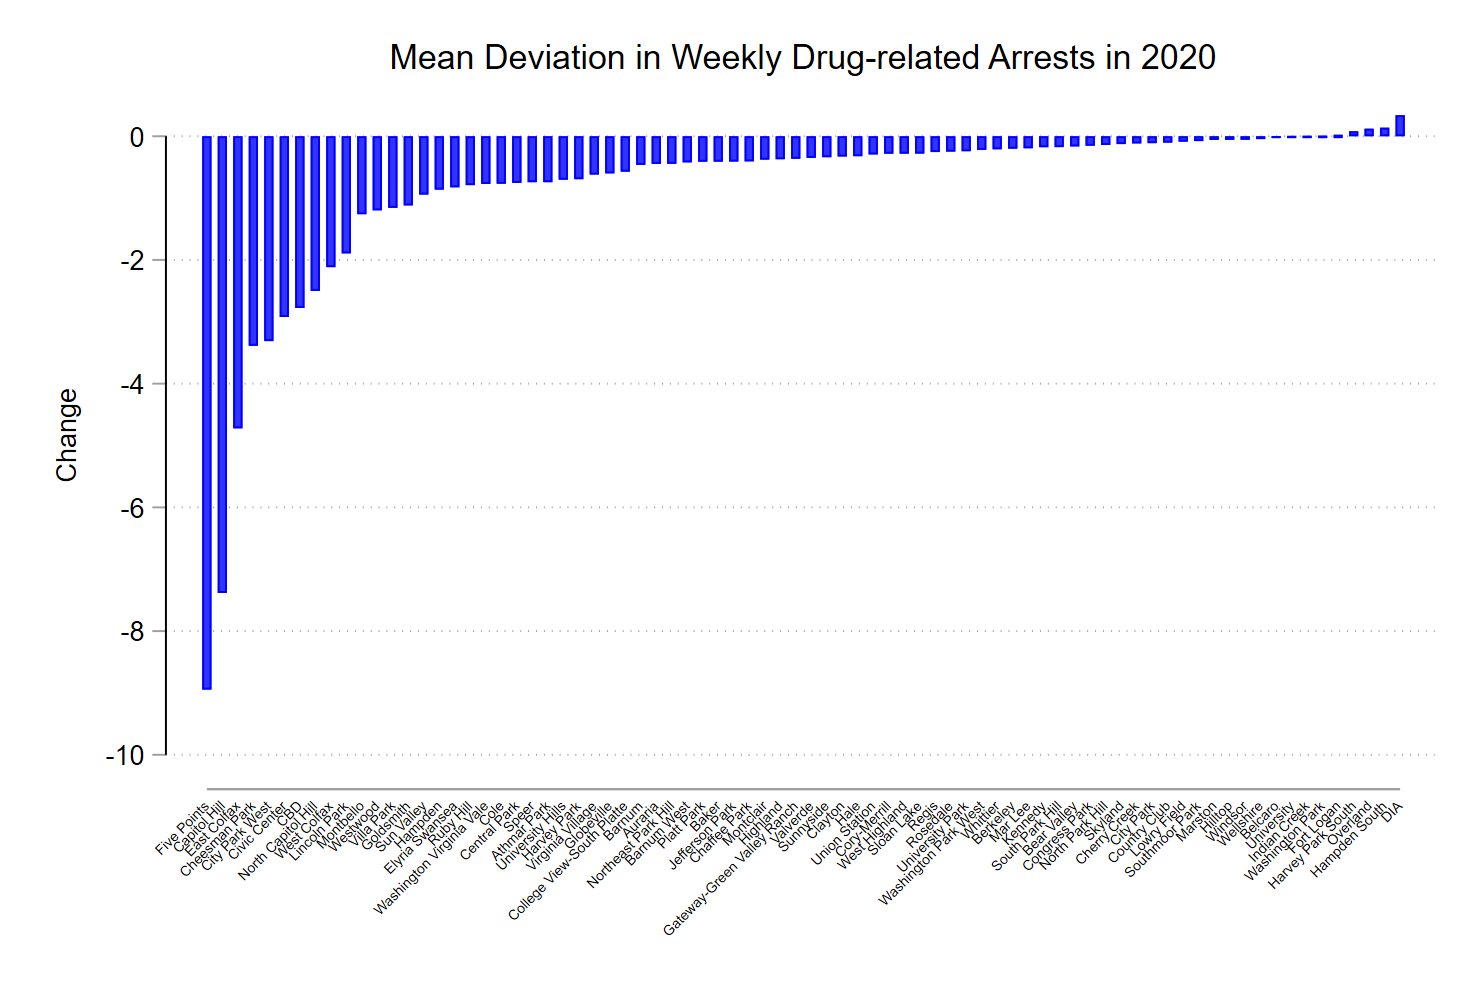 Mean Deviation in Weekly Drug-related Arrests in 2020
Change
0
-2
-4
-6
-8
-10
Five Points
Capitol Hill
East Colfax
Cheesman Park
City Park West
Civic Center
CBD
North Capitol Hill
West Colfax
Lincoln Park
Montbello
Westwood
Villa Park
Goldsmith
Sun Valley
Hampden
Elyria Swansea
Ruby Hill
Washington Virginia Vale
Cole
Central Park
Speer
Athmar Park
University Hills
Harvey Park
Virginia Village
Globeville
College View-South Platte
Barnum
Auraria
Northeast Park Hill
Barnum West
Platt Park
Baker
Jefferson Park
Chaffee Park
Montclair
Highland
Gateway-Green Valley Ranch
Valverde
Sunnyside
Clayton
Hale
Union Station
Cory-Merrill
West Highland
Sloan Lake
Regis
Rosedale
University Park
Washington Park West
Whittier
Berkeley
Mar Lee
Kennedy
South Park Hill
Bear Valley
Congress Park
North Park Hill
Skyland
Cherry Creek
City Park
Country Club
Lowry Field
Southmoor Park
Marston
Hilltop
Windsor
Wellshire
Belcaro
University
Indian Creek
Washington Park
Fort Logan
Harvey Park South
Overland
Hampden South
DIA